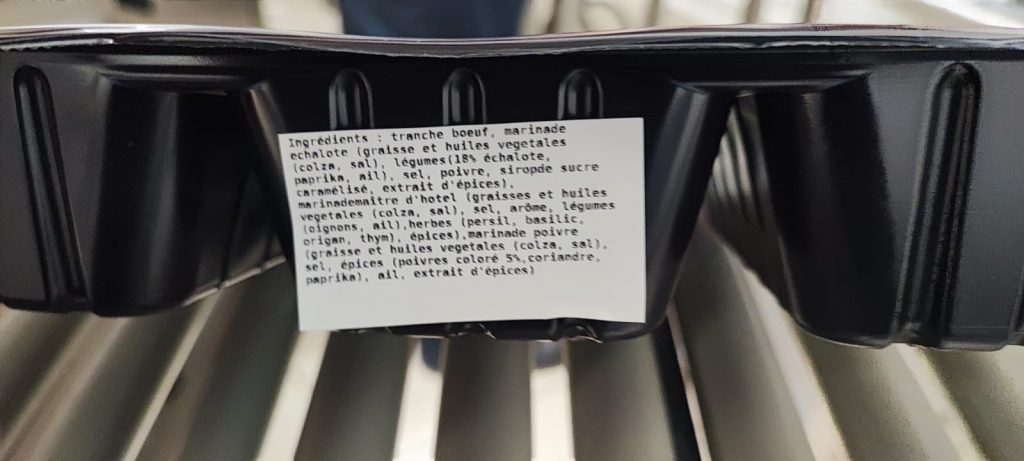 Ingrédients : tranche boeuf, marinade
echalote (graisse et huiles vegetales
(colza, sal), légumes(18% échalote,
paprika, ail), sel, poivre, siropde sucre
caramélisé, extrait d'épices),
marinademaitre d'hotel (graisses et huiles
vegetales (colza, sal), sel, arôme, légumes
(oignons, ail),herbes (persil, basilic,
origan, thym), épices),marinade poivre
(graisse et huiles vegetales (colza, sal),
sel, épices (poivres coloré 5%,coriandre,
paprika), ail, extrait d'épices)